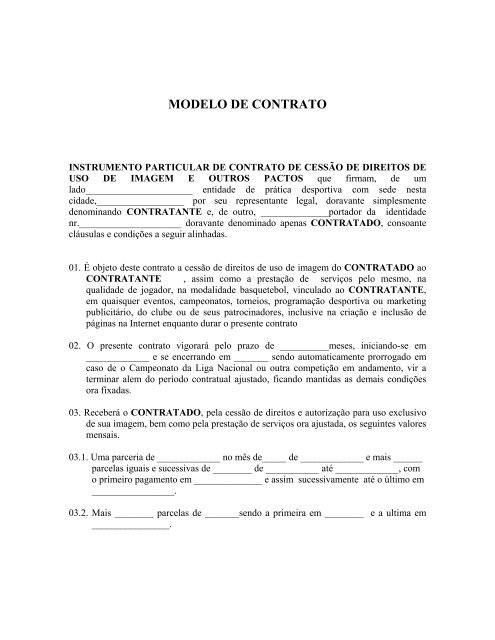 MODELO DE CONTRATO
INSTRUMENTO PARTICULAR DE CONTRATO DE CESSÃO DE DIREITOS DE
USO DE IMAGEM E OUTROS PACTOS que firmam, de um
lado______________________ entidade de prática desportiva com sede nesta
cidade,__________________ por seu representante legal, doravante simplesmente
denominando CONTRATANTE e, de outro, ______________portador da identidade
nr._____________________ doravante denominado apenas CONTRATADO, consoante
cláusulas e condições a seguir alinhadas.
01. É objeto deste contrato a cessão de direitos de uso de imagem do CONTRATADO ao
CONTRATANTE , assim como a prestação de serviços pelo mesmo, na
qualidade de jogador, na modalidade basquetebol, vinculado ao CONTRATANTE,
em quaisquer eventos, campeonatos, torneios, programação desportiva ou marketing
publicitário, do clube ou de seus patrocinadores, inclusive na criação e inclusão de
páginas na Internet enquanto durar o presente contrato
02. O presente contrato vigorará pelo prazo de __________meses, iniciando-se em
_____________ e se encerrando em _______ sendo automaticamente prorrogado em
caso de o Campeonato da Liga Nacional ou outra competição em andamento, vir a
terminar alem do período contratual ajustado, ficando mantidas as demais condições
ora fixadas.
03. Receberá o CONTRATADO, pela cessão de direitos e autorização para uso exclusivo
de sua imagem, bem como pela prestação de serviços ora ajustada, os seguintes valores
mensais.
03.1. Uma parceria de _____________ no mês de_____ de _____________ e mais ______
parcelas iguais e sucessivas de ________ de ___________ até _____________, com
o primeiro pagamento em ______________ e assim sucessivamente até o último em
_________________.
03.2. Mais ________ parcelas de _______sendo a primeira em ________ e a ultima em
________________.